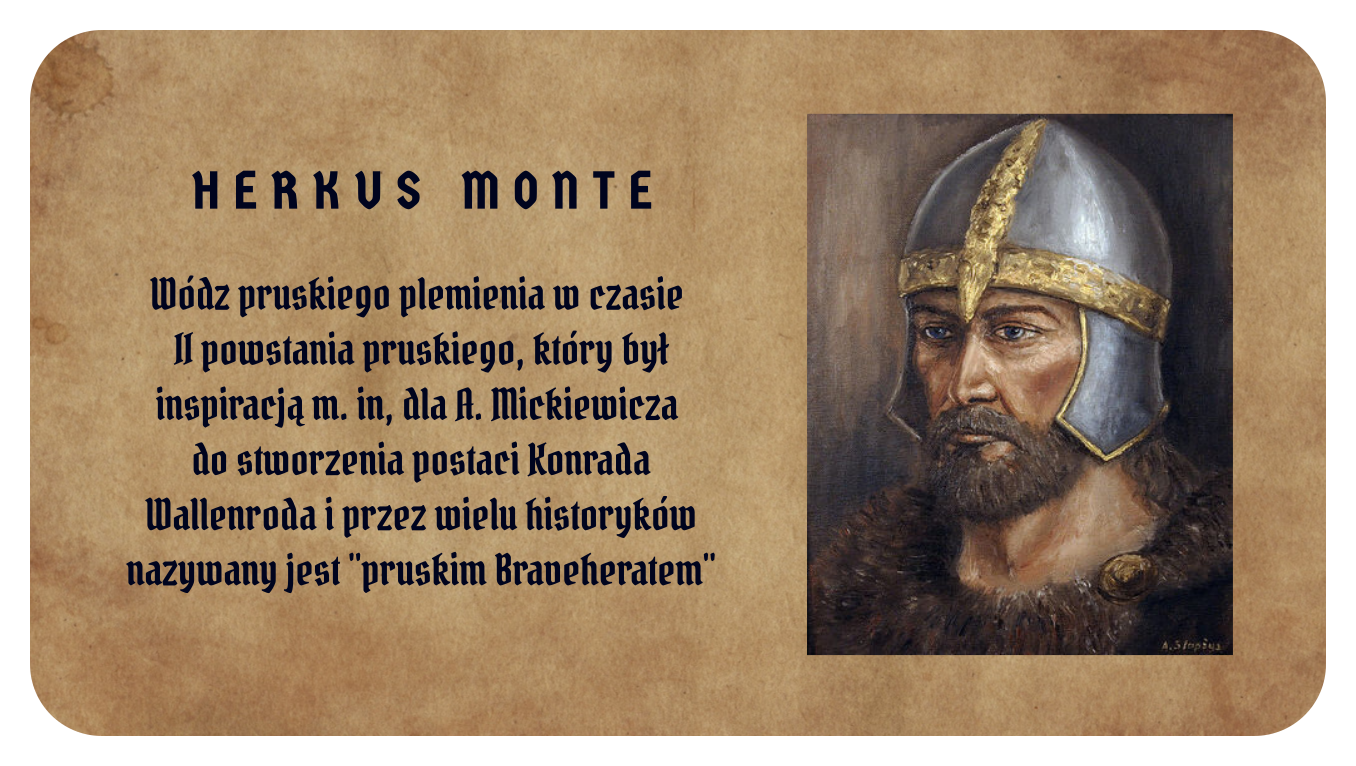 HERKUS MONTE
Wódz pruskiego plemienia w czasie
II powstania pruskiego, który był
inspiracją m. in, dla A. Mickiewicza
do stworzenia postaci Konrada
Wallenroda i przez wielu historyków
nazywany jest "pruskim Braveheratem"